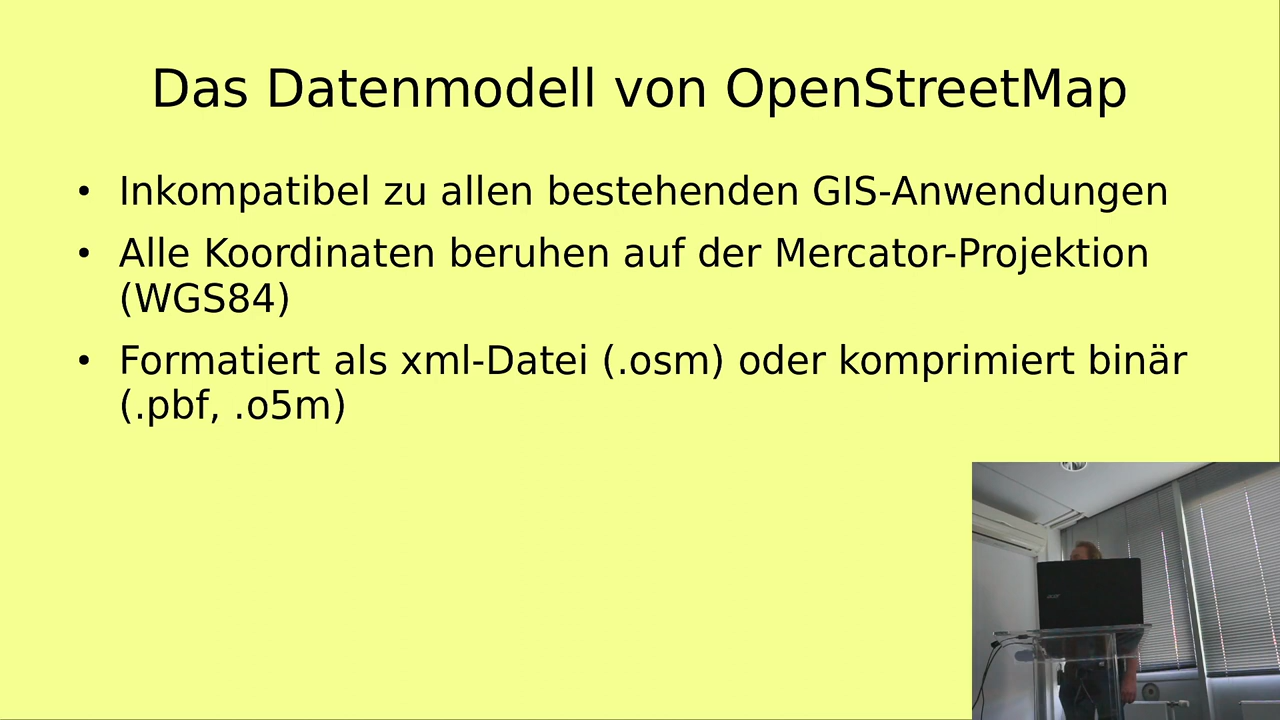 Das Datenmodell von OpenStreetMap
• Inkompatibel zu allen bestehenden GIS-Anwendungen
• Alle Koordinaten beruhen auf der Mercator-Projektion
(WGS84)
• Formatiert als xml-Datei (.osm) oder komprimiert binär
(.pbf, .o5m)